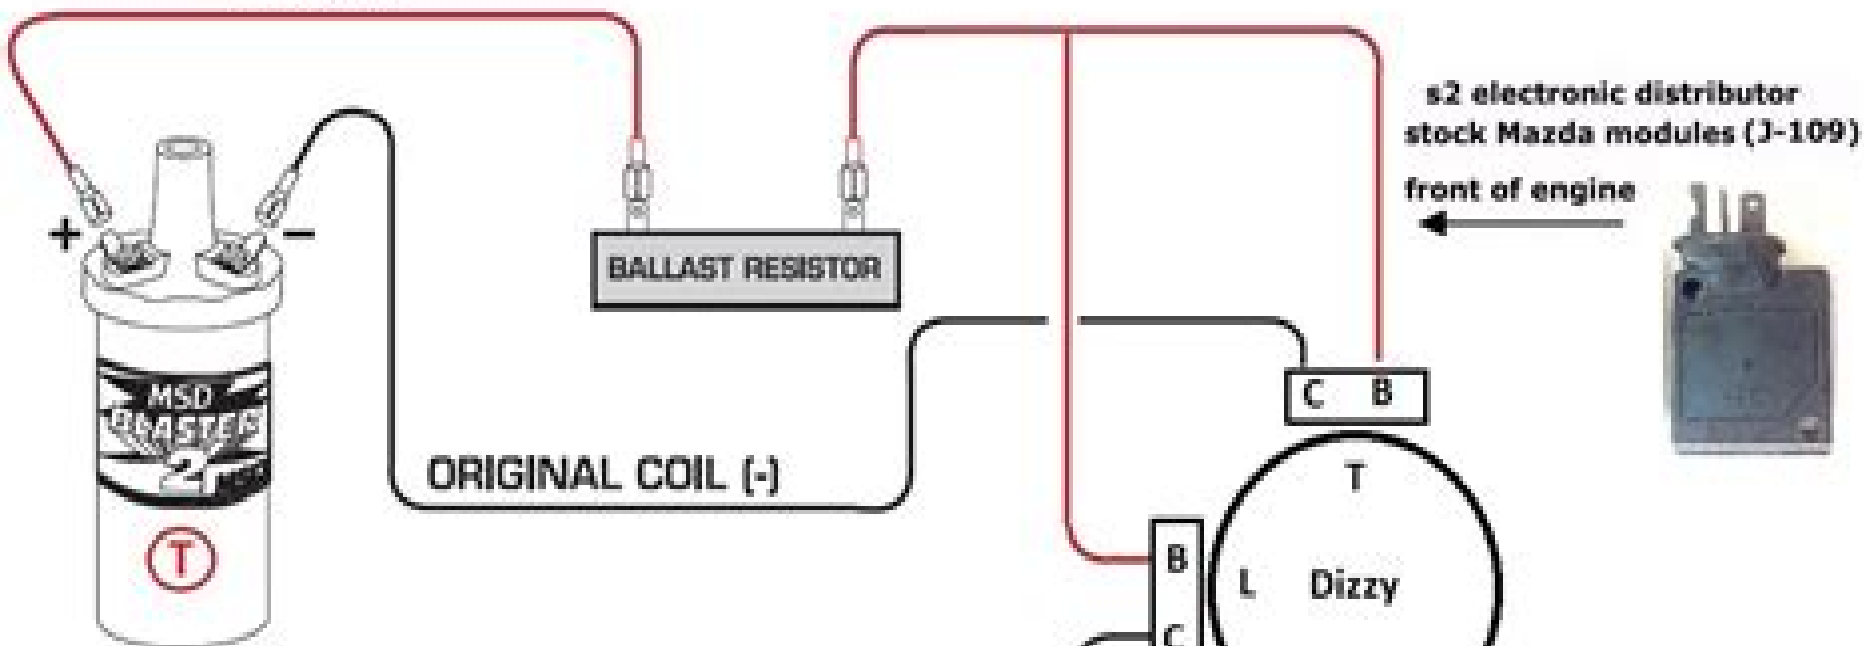 s2 electronic distributor
stock Mazda modules (J-109)
front of engine
+
−
BALLAST RESISTOR
C B
MSD
BLASTER
2
ORIGINAL COIL (-)
T
T
B
L Dizzy
C